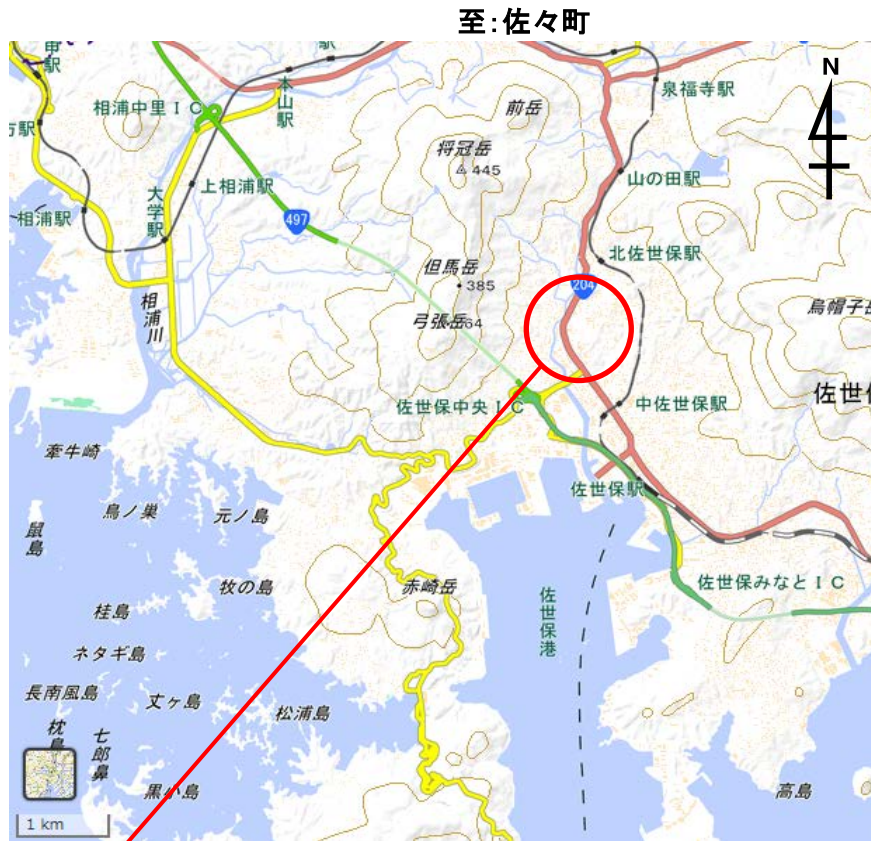 至:佐々町
泉福寺駅
N
前岳
相浦中里IC
本山駅
将冠岳
445
山の田駅
上相浦駅
大学駅
相浦駅
497
北佐世保駅
但馬岳
385
204
相浦川
弓張岳
烏帽子岳
佐世保中央IC
中佐世保駅
牽牛崎
佐世保駅
鳥ノ巣
元ノ島
鼠島
牧の島
赤崎岳
佐世保みなとIC
桂島
佐世保港
ネタギ島
長南風島
丈ヶ島
松浦島
枕島
七郎鼻
黒小島
高島
1 km